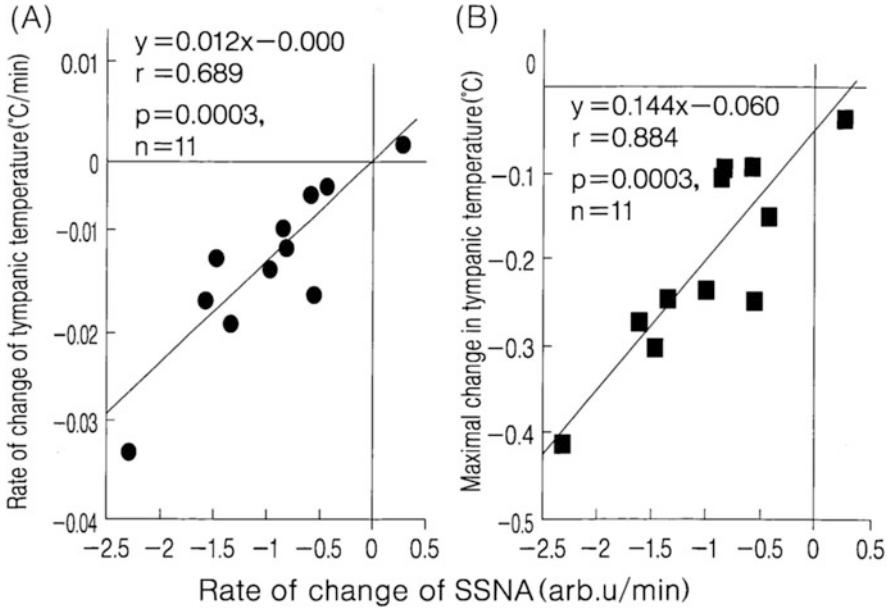 (A)
Rate of change of tympanic temperature(°C/min)
y=0.012x−0.000
r=0.689
p=0.0003,
n=11
0.01
0
−0.01
−0.02
−0.03
−0.04
−2.5 −2 −1.5 −1 −0.5 0 0.5
(B)
Maximal change in tympanic temperature(°C)
y=0.144x−0.060
r=0.884
p=0.0003,
n=11
0
−0.1
−0.2
−0.3
−0.4
−0.5
−2.5 −2 −1.5 −1 −0.5 0 0.5
Rate of change of SSNA(arb.u/min)